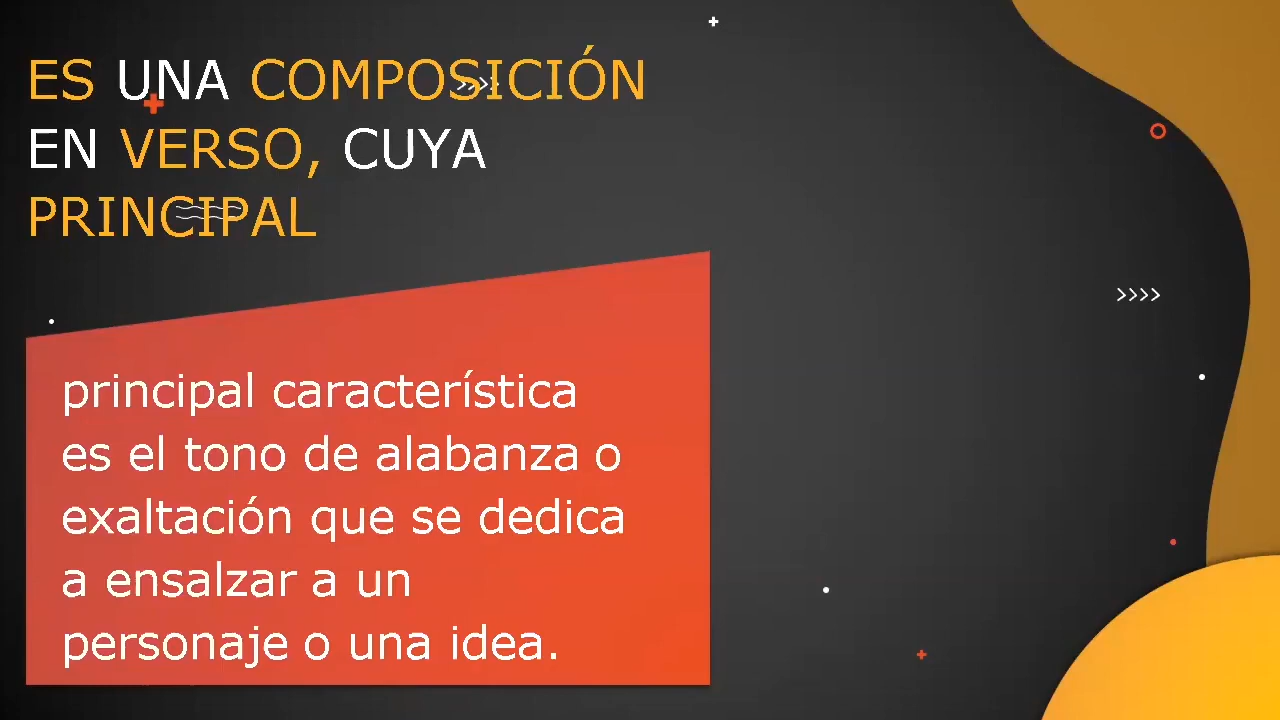 ES UNA COMPOSICIÓN
EN VERSO, CUYA
PRINCIPAL
principal característica
es el tono de alabanza o
exaltación que se dedica
a ensalzar a un
personaje o una idea.